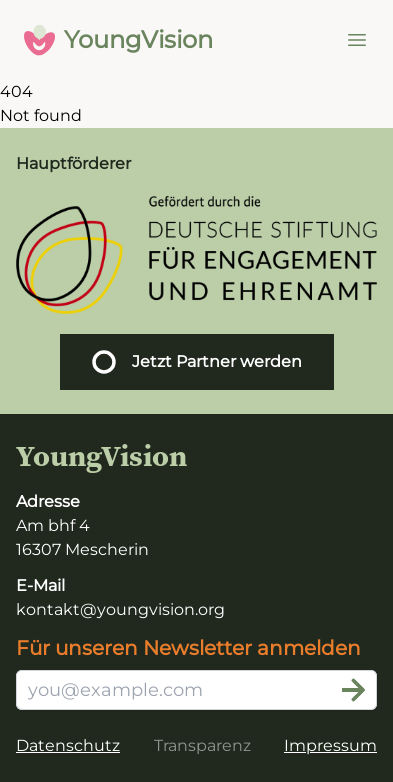 YoungVision
404
Not found
Hauptförderer
Gefördert durch die
DEUTSCHE STIFTUNG
FÜR ENGAGEMENT
UND EHRENAMT
Jetzt Partner werden
YoungVision
Adresse
Am bhf 4
16307 Mescherin
E-Mail
kontakt@youngvision.org
Für unseren Newsletter anmelden
you@example.com
Datenschutz Transparenz Impressum